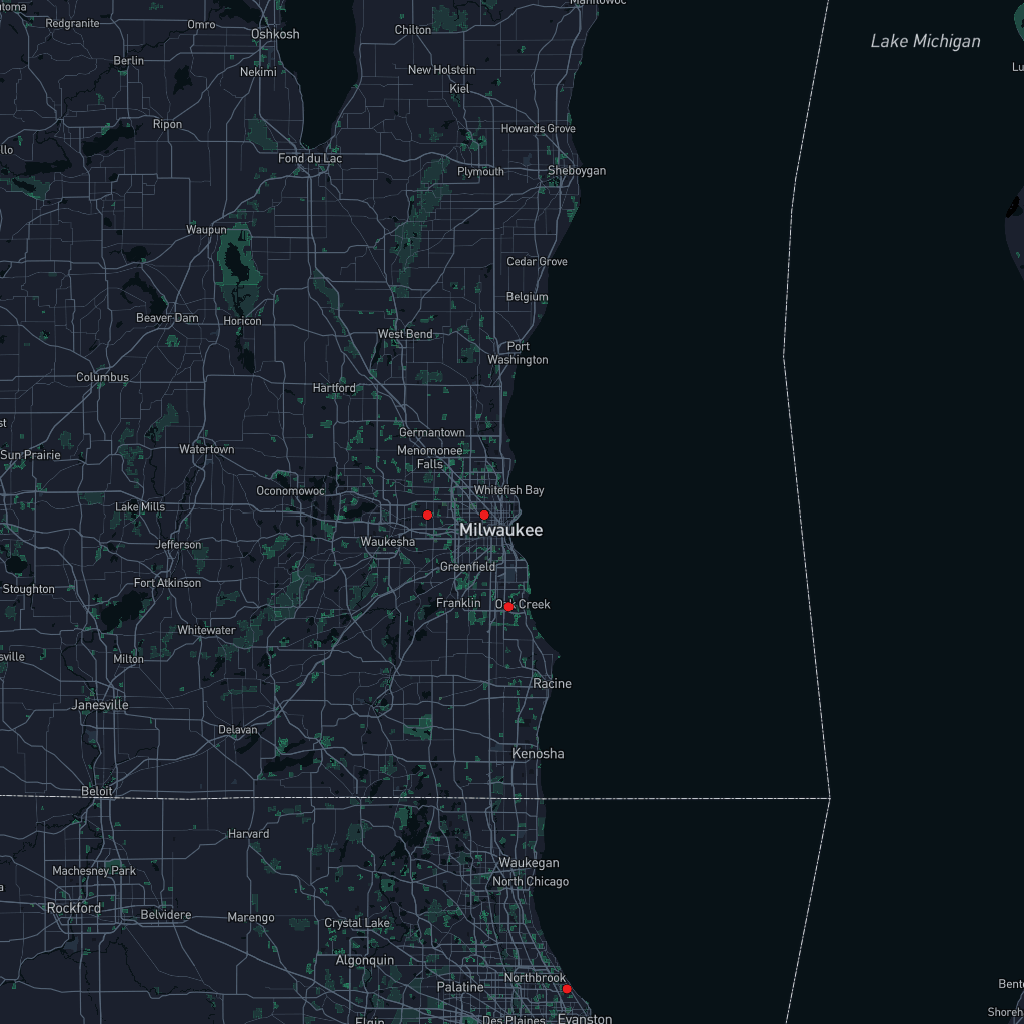 Manitowoc
Redgranite
Omro
Oshkosh
Chilton
Lake Michigan
Berlin
Nekimi
New Holstein
Kiel
Ripon
Howards Grove
Fond du Lac
Plymouth
Sheboygan
Waupun
Cedar Grove
Belgium
Beaver Dam
Horicon
West Bend
Port
Washington
Columbus
Hartford
Germantown
Menomonee
Falls
Watertown
Sun Prairie
Oconomowoc
Whitefish Bay
Lake Mills
Milwaukee
Jefferson
Waukesha
Greenfield
Fort Atkinson
Stoughton
Franklin
Oak Creek
Whitewater
Milton
Racine
Janesville
Delavan
Kenosha
Beloit
Harvard
Waukegan
Machesney Park
North Chicago
Rockford
Belvidere
Marengo
Crystal Lake
Algonquin
Northbrook
Palatine
Elgin
Des Plaines
Evanston